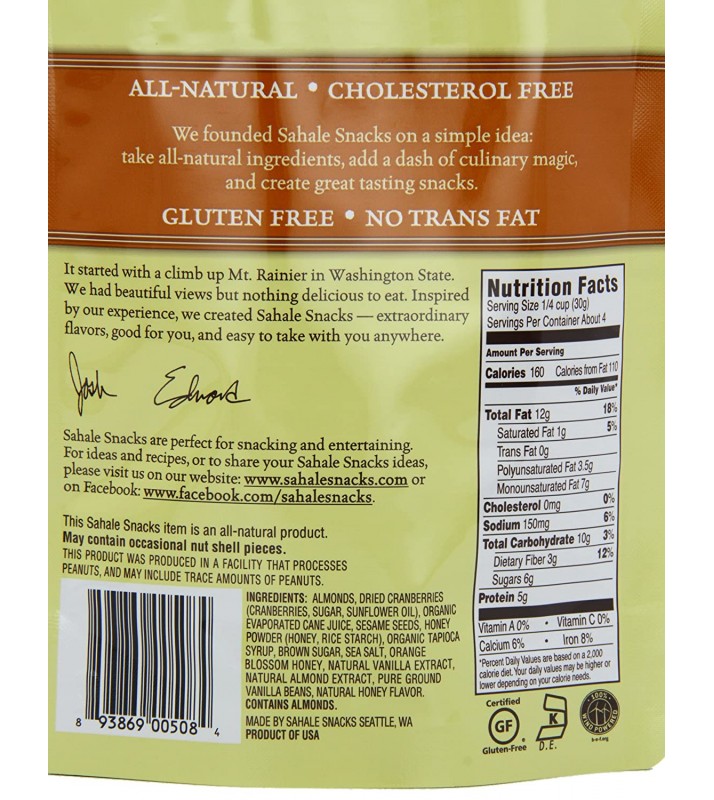 ALL-NATURAL • CHOLESTEROL FREE
We founded Sahale Snacks on a simple idea:
take all-natural ingredients, add a dash of culinary magic,
and create great tasting snacks.
GLUTEN FREE • NO TRANS FAT
It started with a climb up Mt. Rainier in Washington State.
We had beautiful views but nothing delicious to eat. Inspired
by our experience, we created Sahale Snacks — extraordinary
flavors, good for you, and easy to take with you anywhere.
Josh Edmond
Sahale Snacks are perfect for snacking and entertaining.
For ideas and recipes, or to share your Sahale Snacks ideas,
please visit us on our website: www.sahalesnacks.com or
on Facebook: www.facebook.com/sahalesnacks.
This Sahale Snacks item is an all-natural product.
May contain occasional nut shell pieces.
THIS PRODUCT WAS PRODUCED IN A FACILITY THAT PROCESSES
PEANUTS, AND MAY INCLUDE TRACE AMOUNTS OF PEANUTS.
INGREDIENTS: ALMONDS, DRIED CRANBERRIES
(CRANBERRIES, SUGAR, SUNFLOWER OIL), ORGANIC
EVAPORATED CANE JUICE, SESAME SEEDS, HONEY
POWDER (HONEY, RICE STARCH), ORGANIC TAPIOCA
SYRUP, BROWN SUGAR, SEA SALT, ORANGE
BLOSSOM HONEY, NATURAL VANILLA EXTRACT,
NATURAL ALMOND EXTRACT, PURE GROUND
VANILLA BEANS, NATURAL HONEY FLAVOR.
CONTAINS ALMONDS.
MADE BY SAHALE SNACKS SEATTLE, WA
PRODUCT OF USA
8 93869 00508 4
Nutrition Facts
Serving Size 1/4 cup (30g)
Servings Per Container About 4
Amount Per Serving
Calories 160 Calories from Fat 110
% Daily Value*
Total Fat 12g 18%
Saturated Fat 1g 5%
Trans Fat 0g
Polyunsaturated Fat 3.5g
Monounsaturated Fat 7g
Cholesterol 0mg 0%
Sodium 150mg 6%
Total Carbohydrate 10g 3%
Dietary Fiber 3g 12%
Sugars 6g
Protein 5g
Vitamin A 0% • Vitamin C 0%
Calcium 6% • Iron 8%
*Percent Daily Values are based on a 2,000
calorie diet. Your daily values may be higher or
lower depending on your calorie needs.
Certified
GF
Gluten-Free
K
D.E.
100%
WIND POWERED
b-e-f.org